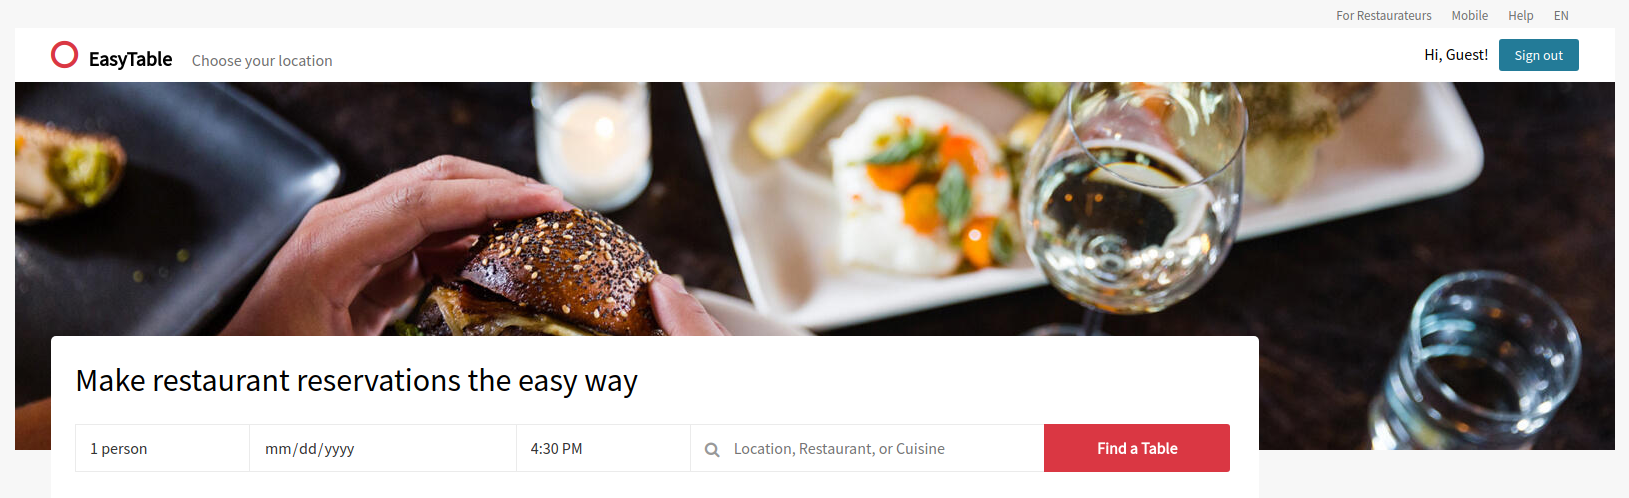 For Restaurateurs Mobile Help EN
EasyTable Choose your location Hi, Guest! Sign out
Make restaurant reservations the easy way
1 person mm/dd/yyyy 4:30 PM Location, Restaurant, or Cuisine Find a Table